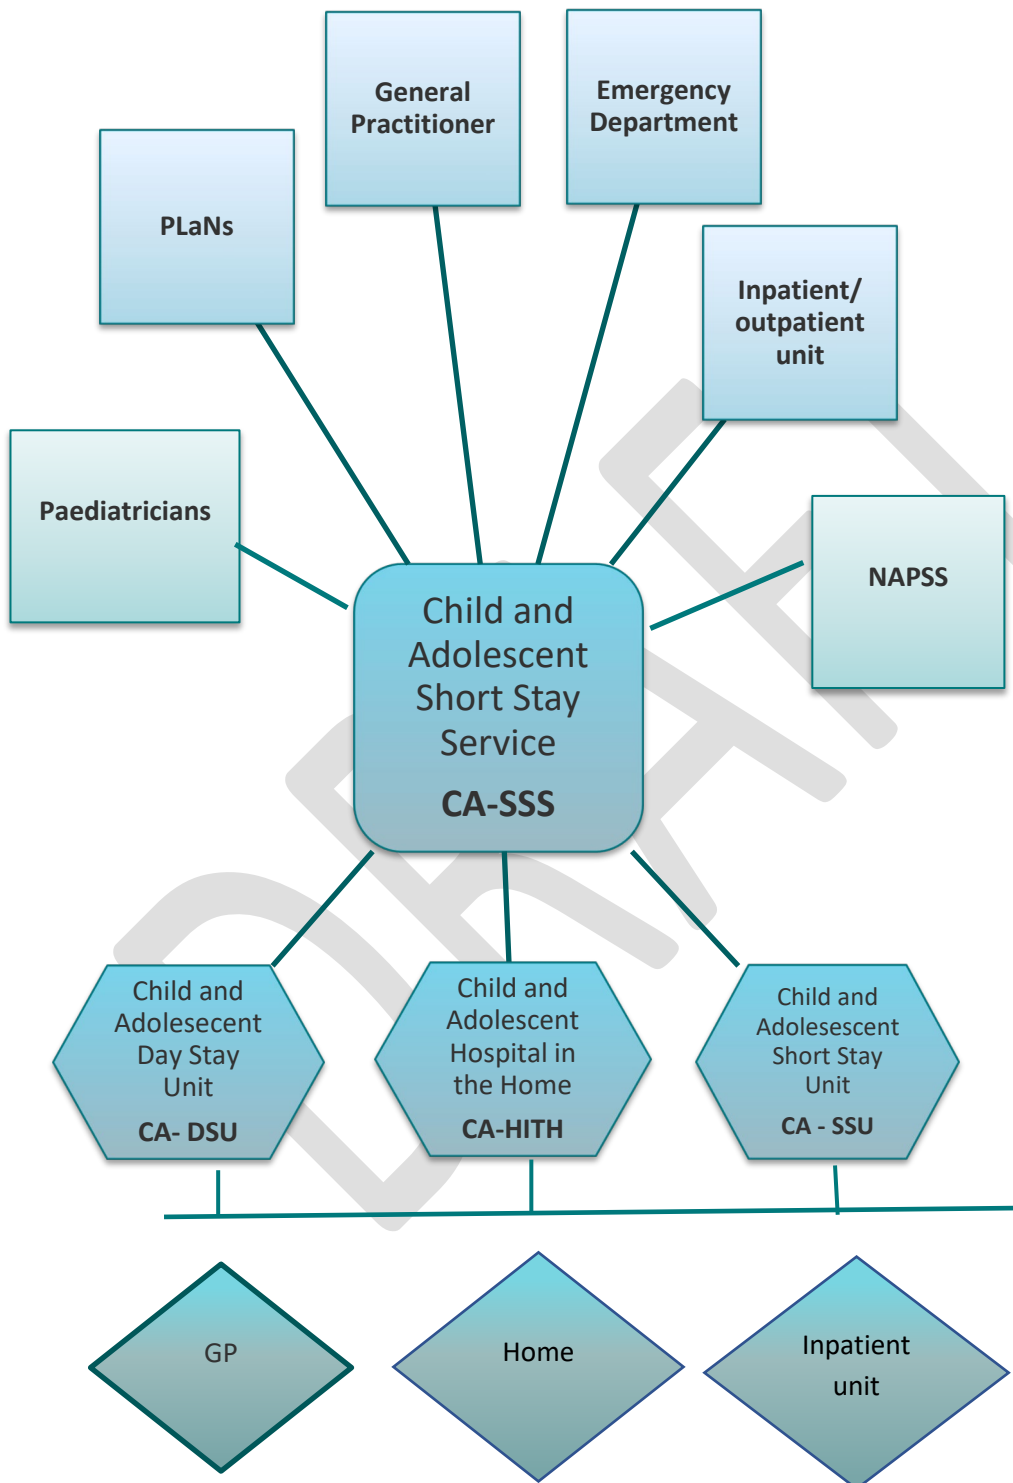 General
Practitioner
Emergency
Department
PLaNs
Inpatient/
outpatient
unit
Paediatricians
NAPSS
Child and
Adolescent
Short Stay
Service
CA-SSS
Child and
Adolesecent
Day Stay
Unit
CA- DSU
Child and
Adolescent
Hospital in
the Home
CA-HITH
Child and
Adolesescent
Short Stay
Unit
CA - SSU
GP
Home
Inpatient
unit
DRAFT